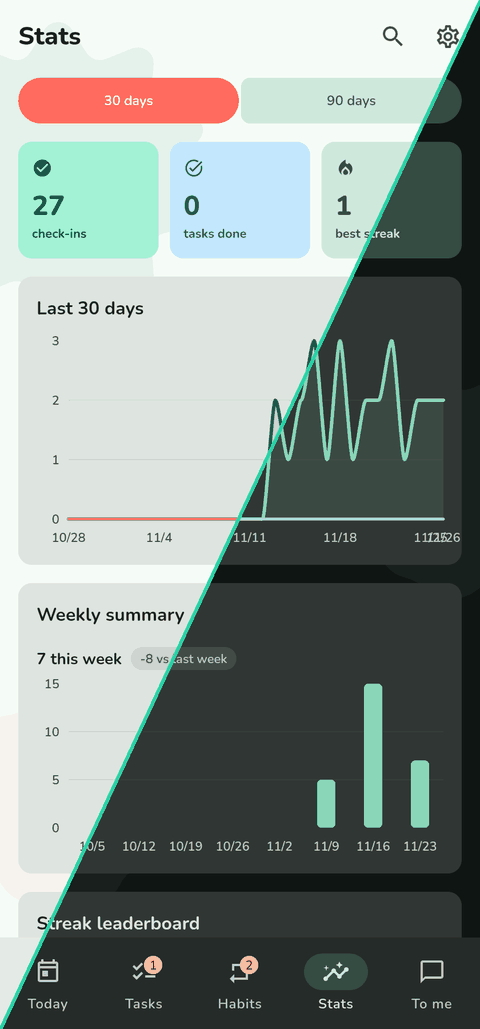 Stats
30 days
90 days
27
0
1
check-ins
tasks done
best streak
Last 30 days
3
2
1
0
10/28
11/4
11/11
11/18
11/26
Weekly summary
7 this week
-8 vs last week
15
10
5
0
10/5
10/12
10/19
10/26
11/2
11/9
11/16
11/23
Streak leaderboard
1
2
Today
Tasks
Habits
Stats
To me